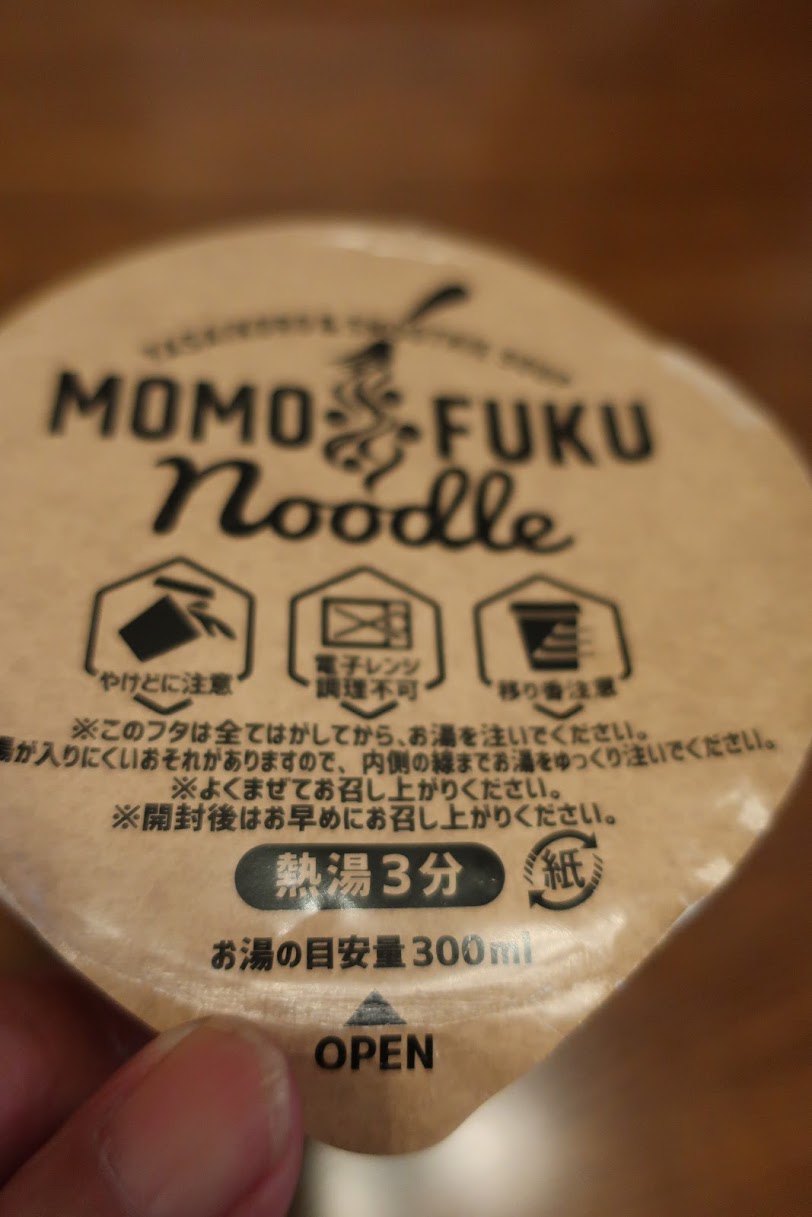 MOMO FUKU
Noodle
やけどに注意
電子レンジ
調理不可
移り香注意
※このフタは全てはがしてから、お湯を注いでください。
湯が入りにくいおそれがありますので、内側の線までお湯をゆっくり注いでください。
※よくまぜてお召し上がりください。
※開封後はお早めにお召し上がりください。
熱湯3分
紙
お湯の目安量300ml
OPEN